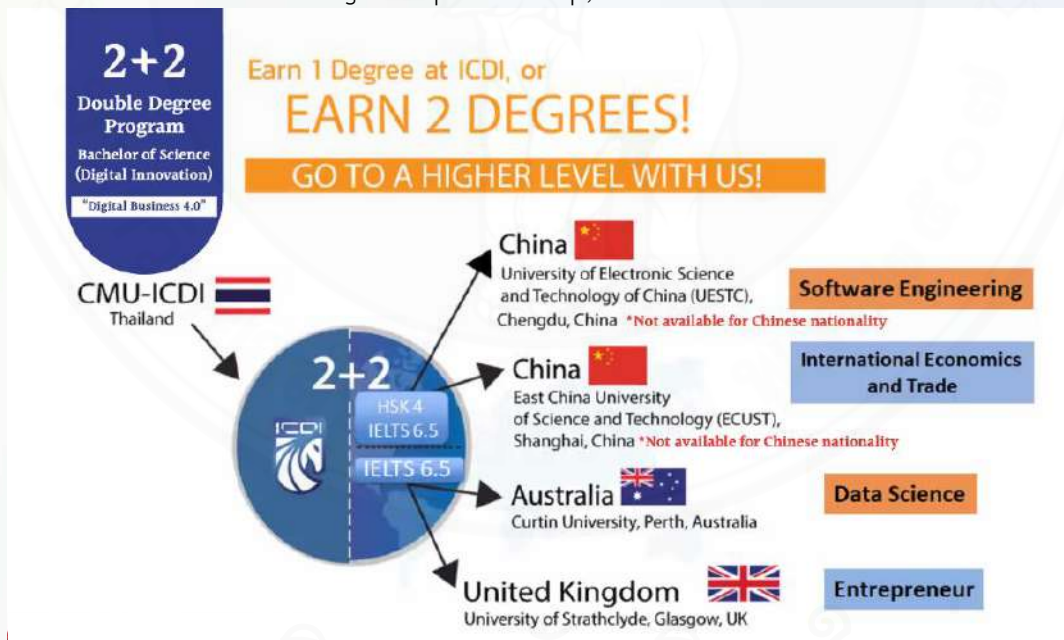 2+2
Double Degree
Program
Bachelor of Science
(Digital Innovation)
"Digital Business 4.0"
Earn 1 Degree at ICDI, or
EARN 2 DEGREES!
GO TO A HIGHER LEVEL WITH US!
CMU-ICDI
Thailand
2+2
ICDI
HSK 4
IELTS 6.5
IELTS 6.5
China
University of Electronic Science
and Technology of China (UESTC),
Chengdu, China *Not available for Chinese nationality
Software Engineering
China
East China University
of Science and Technology (ECUST),
Shanghai, China *Not available for Chinese nationality
International Economics
and Trade
Australia
Curtin University, Perth, Australia
Data Science
United Kingdom
University of Strathclyde, Glasgow, UK
Entrepreneur